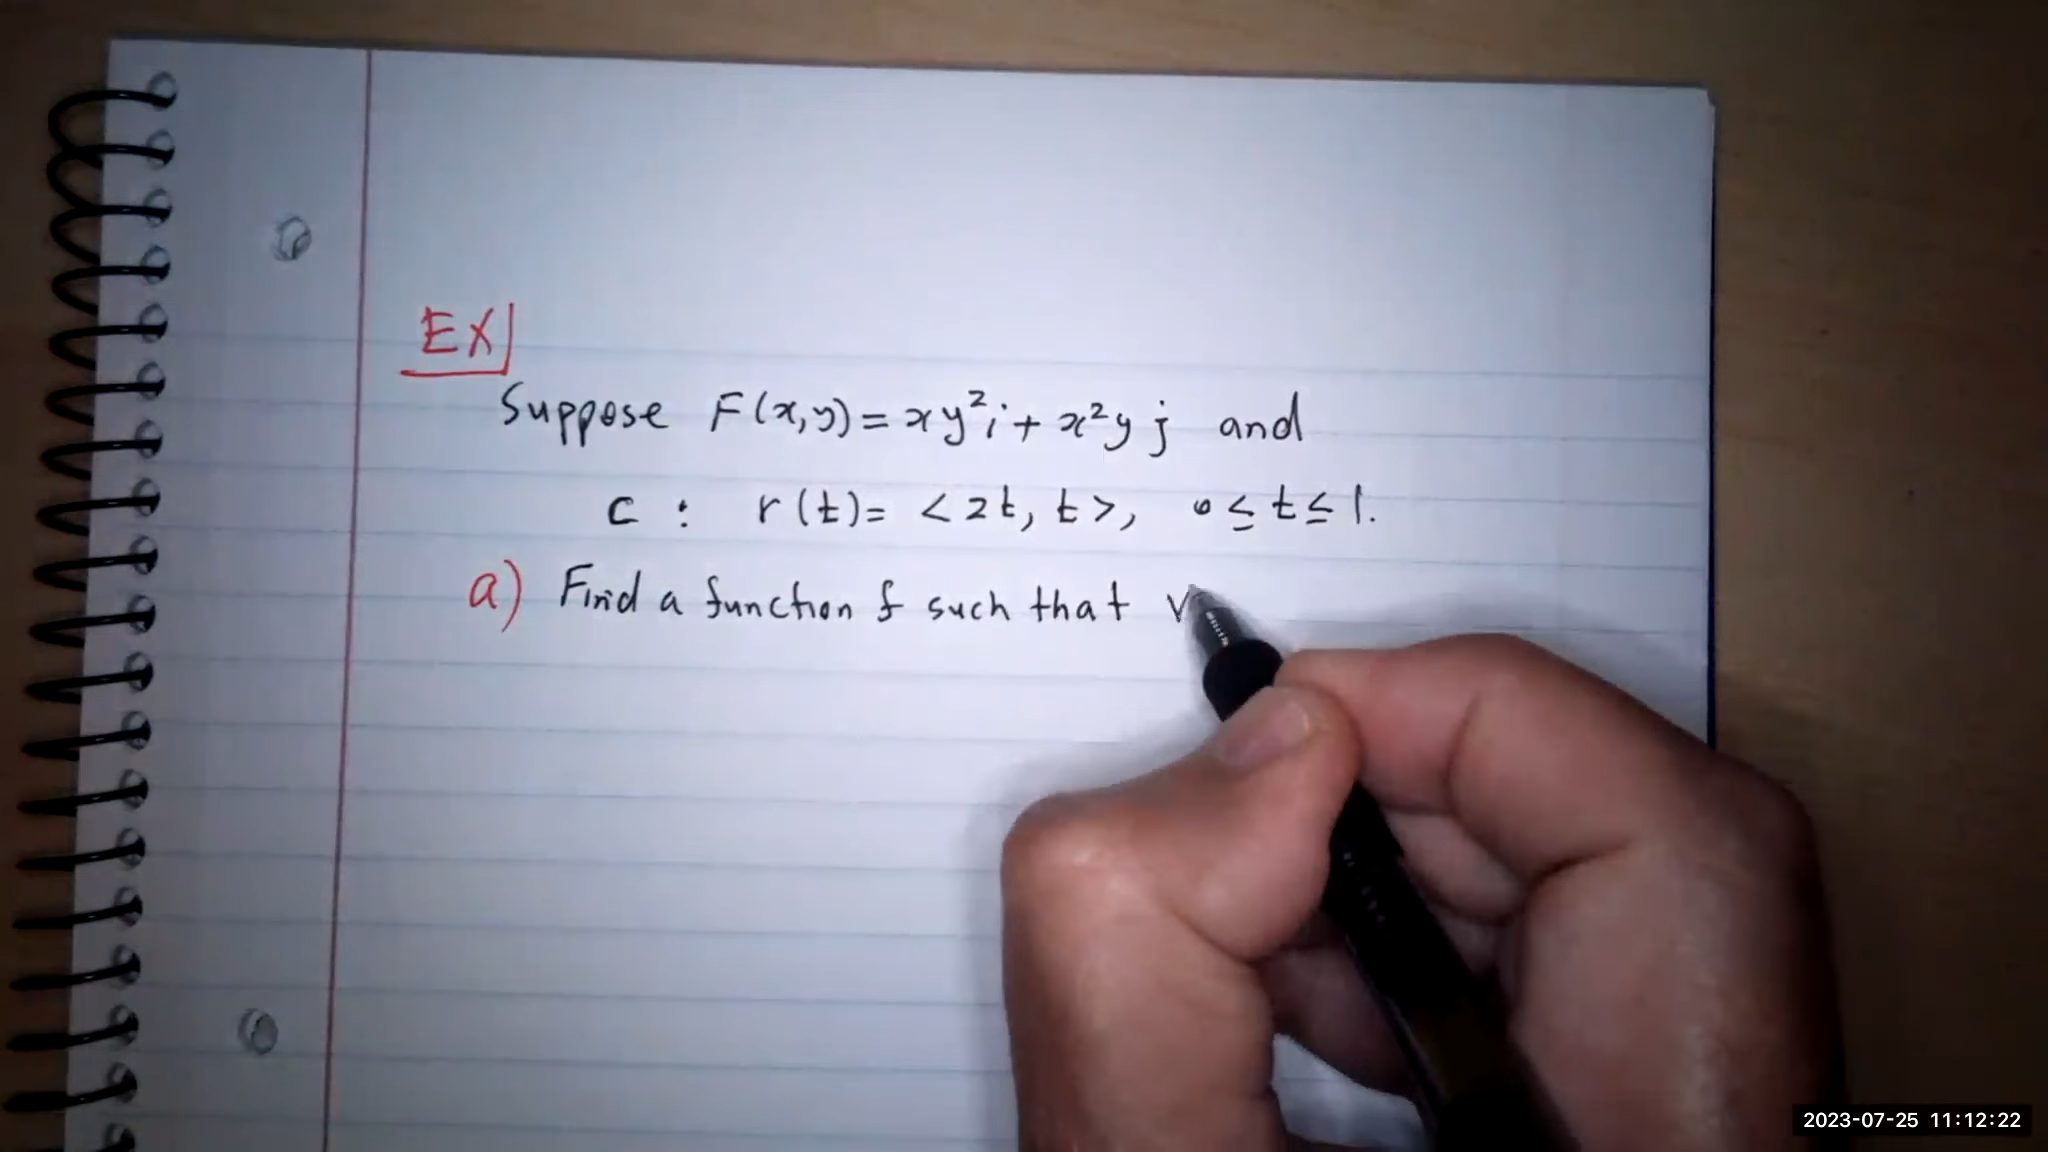 EX
Suppose F(x,y) = xy²i + x²y j and
C : r(t) = <2t, t>, 0 ≤ t ≤ 1.
a) Find a function f such that
2023-07-25 11:12:22